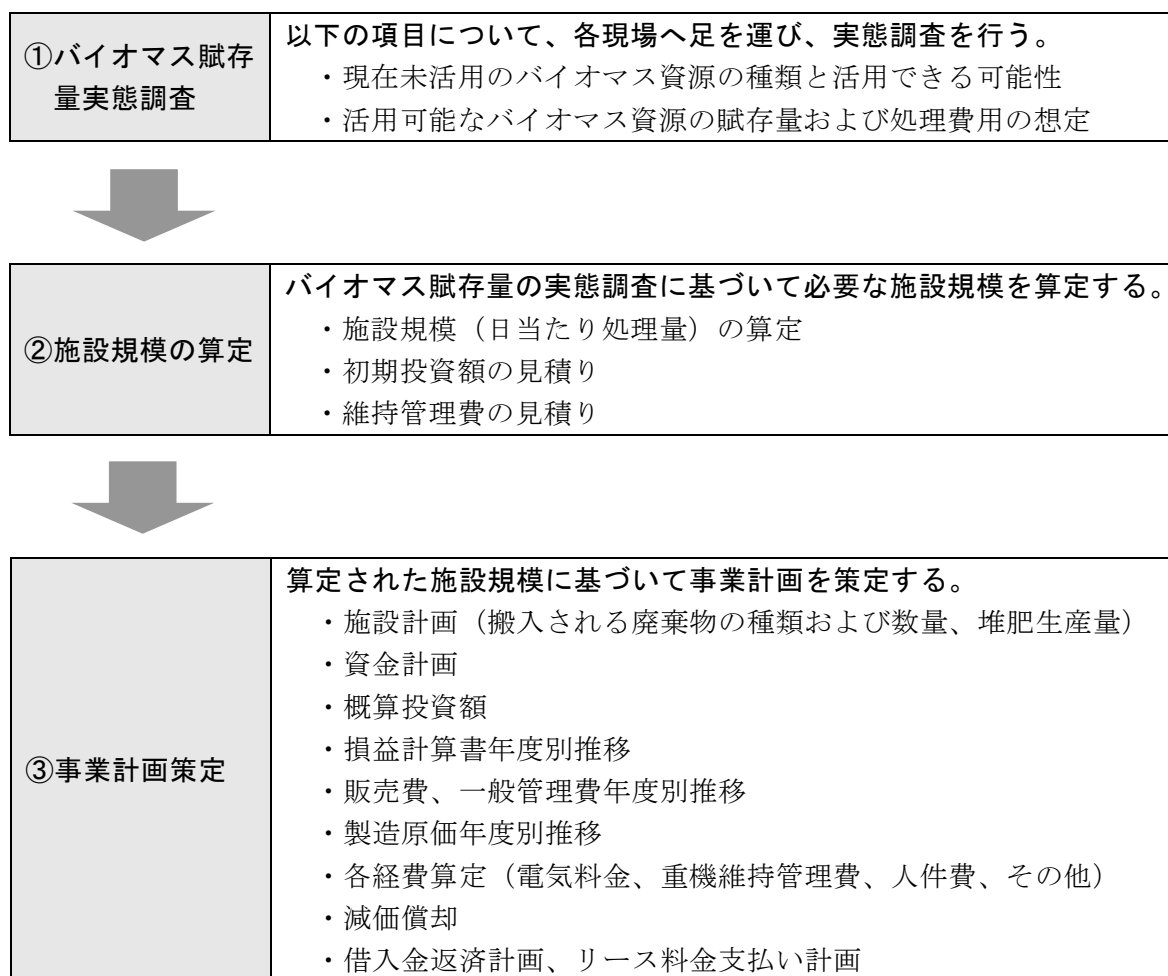 ①バイオマス賦存
量実態調査
以下の項目について、各現場へ足を運び、実態調査を行う。
・現在未活用のバイオマス資源の種類と活用できる可能性
・活用可能なバイオマス資源の賦存量および処理費用の想定
②施設規模の算定
バイオマス賦存量の実態調査に基づいて必要な施設規模を算定する。
・施設規模（日当たり処理量）の算定
・初期投資額の見積り
・維持管理費の見積り
③事業計画策定
算定された施設規模に基づいて事業計画を策定する。
・施設計画（搬入される廃棄物の種類および数量、堆肥生産量）
・資金計画
・概算投資額
・損益計算書年度別推移
・販売費、一般管理費年度別推移
・製造原価年度別推移
・各経費算定（電気料金、重機維持管理費、人件費、その他）
・減価償却
・借入金返済計画、リース料金支払い計画